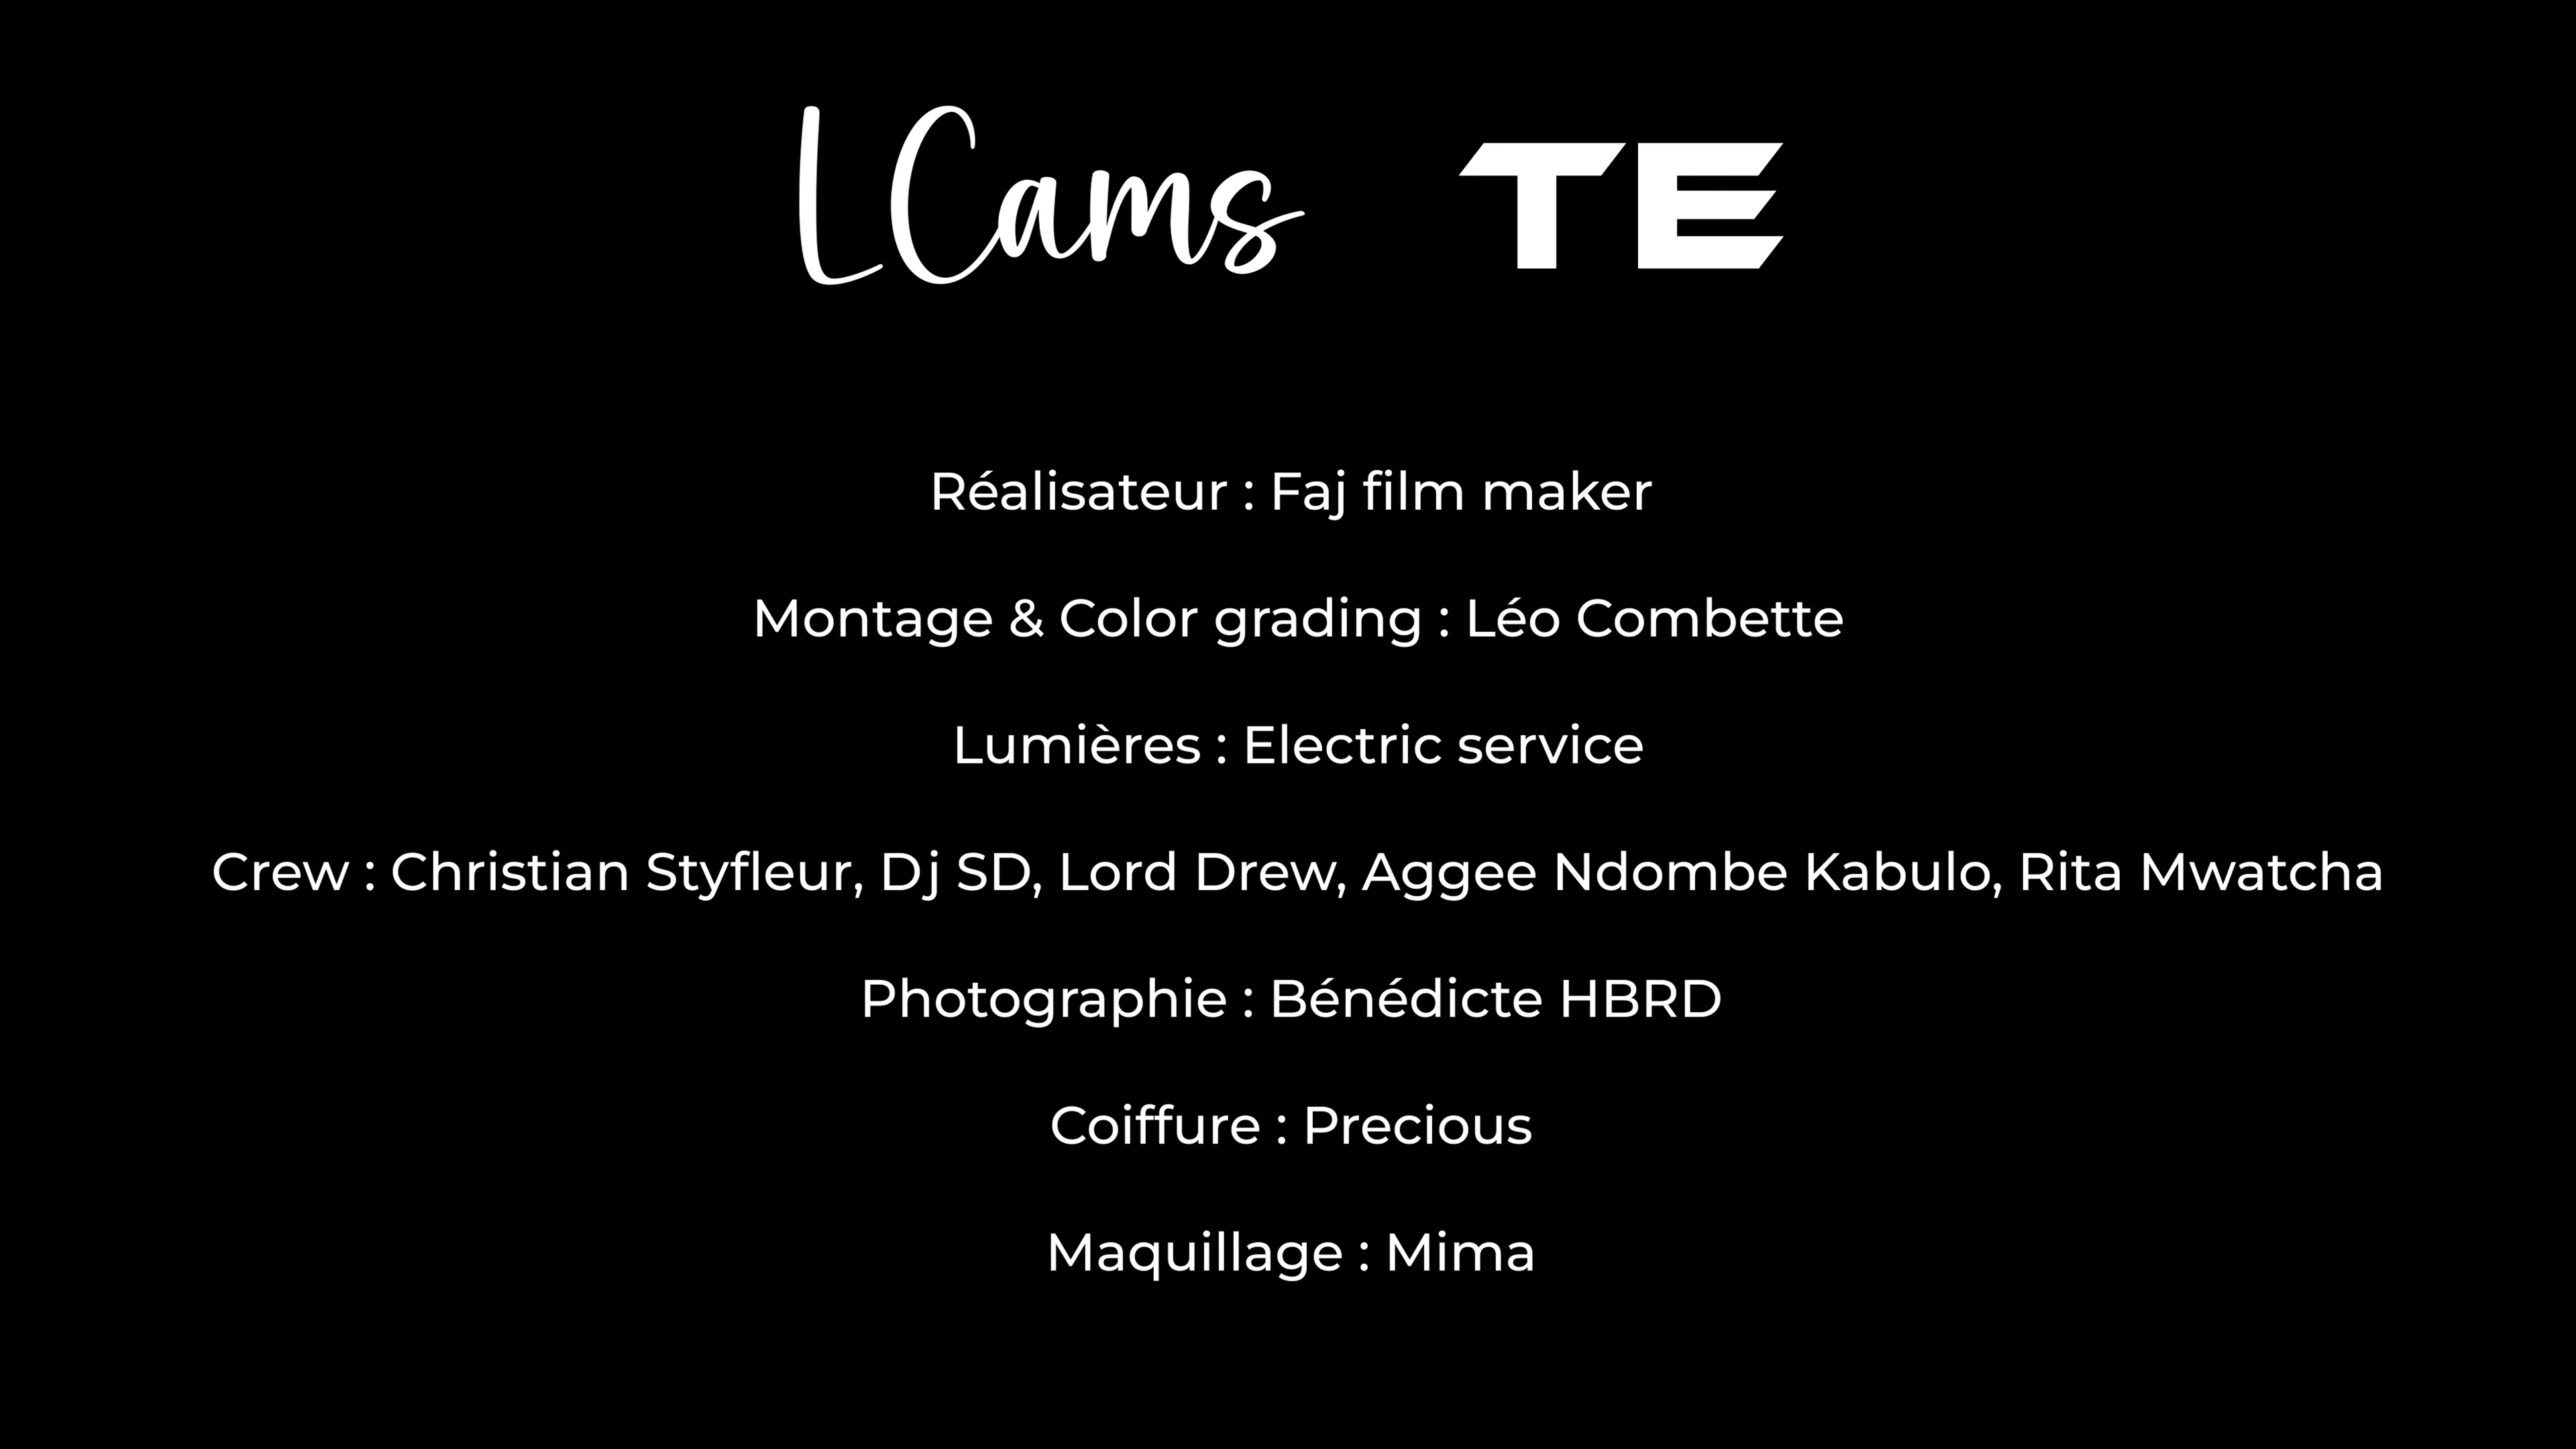 LCams TE
Réalisateur : Faj film maker
Montage & Color grading : Léo Combette
Lumières : Electric service
Crew : Christian Styfleur, Dj SD, Lord Drew, Aggee Ndombe Kabulo, Rita Mwatcha
Photographie : Bénédicte HBRD
Coiffure : Precious
Maquillage : Mima